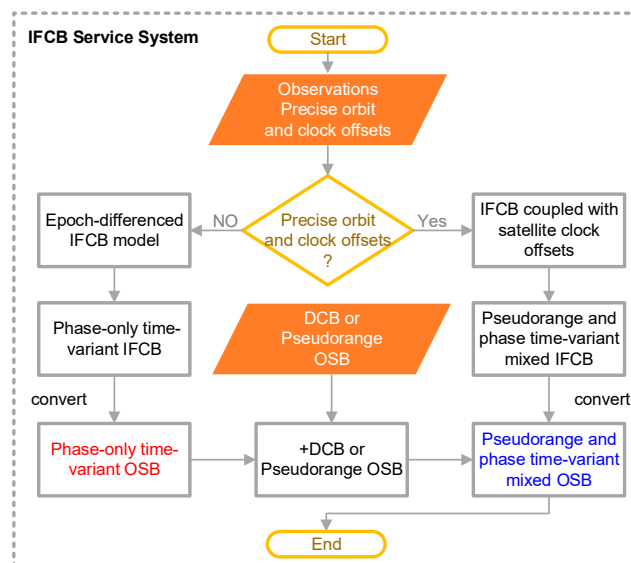 IFCB Service System
Start
Observations
Precise orbit
and clock offsets
Precise orbit
and clock offsets
?
NO
Yes
Epoch-differenced
IFCB model
IFCB coupled with
satellite clock
offsets
Phase-only time-
variant IFCB
DCB or
Pseudorange
OSB
Pseudorange and
phase time-variant
mixed IFCB
convert
convert
Phase-only time-
variant OSB
+DCB or
Pseudorange OSB
Pseudorange and
phase time-variant
mixed OSB
End